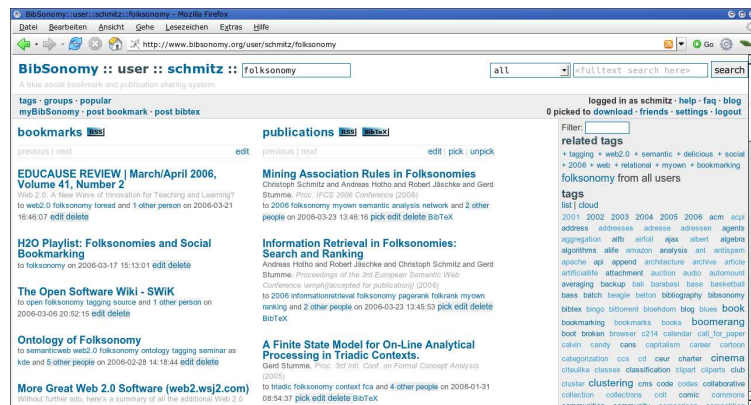 BibSonomy::user::schmitz::folksonomy - Mozilla Firefox
Datei Bearbeiten Ansicht Gehe Lesezeichen Extras Hilfe
http://www.bibsonomy.org/user/schmitz/folksonomy
Go
BibSonomy :: user :: schmitz :: folksonomy
all
<fulltext search here>
search
A blue social bookmark and publication sharing system.
tags · groups · popular
myBibSonomy · post bookmark · post bibtex
logged in as schmitz · help · faq · blog
0 picked to download · friends · settings · logout
bookmarks RSS
previous | next edit
EDUCAUSE REVIEW | March/April 2006,
Volume 41, Number 2
Web 2.0: A New Wave of Innovation for Teaching and Learning?
to web2.0 folksonomy toread and 1 other person on 2006-03-21
16:46:07 edit delete
H2O Playlist: Folksonomies and Social
Bookmarking
to folksonomy on 2006-03-17 15:13:01 edit delete
The Open Software Wiki - SWiK
to open folksonomy tagging source and 1 other person on
2006-03-06 20:52:15 edit delete
Ontology of Folksonomy
to semanticweb web2.0 folksonomy ontology tagging seminar as
kde and 5 other people on 2006-02-28 14:18:44 edit delete
More Great Web 2.0 Software (web2.wsj2.com)
Without further ado, here's a summary of all the additional Web 2.0
publications RSS BibTeX
previous | next edit | pick | unpick
Mining Association Rules in Folksonomies
Christoph Schmitz and Andreas Hotho and Robert Jäschke and Gerd
Stumme. Proc. IFCS 2006 Conference (2006)
to 2006 folksonomy myown semantic analysis network and 2 other
people on 2006-03-23 13:46:16 pick edit delete BibTeX
Information Retrieval in Folksonomies:
Search and Ranking
Andreas Hotho and Robert Jäschke and Christoph Schmitz and Gerd
Stumme. Proceedings of the 3rd European Semantic Web
Conference \emph{(accepted for publication)} (2006)
to 2006 informationretrieval folksonomy pagerank folkrank myown
ranking and 2 other people on 2006-03-23 13:45:53 pick edit delete
BibTeX
A Finite State Model for On-Line Analytical
Processing in Triadic Contexts.
Gerd Stumme. Proc. 3rd Intl. Conf. on Formal Concept Analysis
(2005)
to triadic folksonomy context fca and 4 other people on 2006-01-31
08:54:37 pick edit delete BibTeX
Filter:
related tags
+ tagging + web2.0 + semantic + delicious + social
+ 2006 + web + relational + myown + bookmarking
folksonomy from all users
tags
list | cloud
2001 2002 2003 2004 2005 2006 acm acpi
address addresses adresse adressen agents
aggregation aifb airfoil ajax albert algebra
algorithms alife amazon analysis ant antispam
apache api append architecture archive article
artificiallife attachment auction audio automount
averaging backup bali barabasi base basketball
bass batch beagle belton bibliography bibsonomy
bibtex bingo bittorrent bloehdorn blog blues book
bookmarking bookmarks books boomerang
boot broken browser c214 calendar call_for_paper
calvin candy cans capitalism career cartoon
categorization ccs cd ceur charter cinema
citeulike classes classification clipart cliparts club
cluster clustering cms code codes collaborative
collection collections colt comic commons